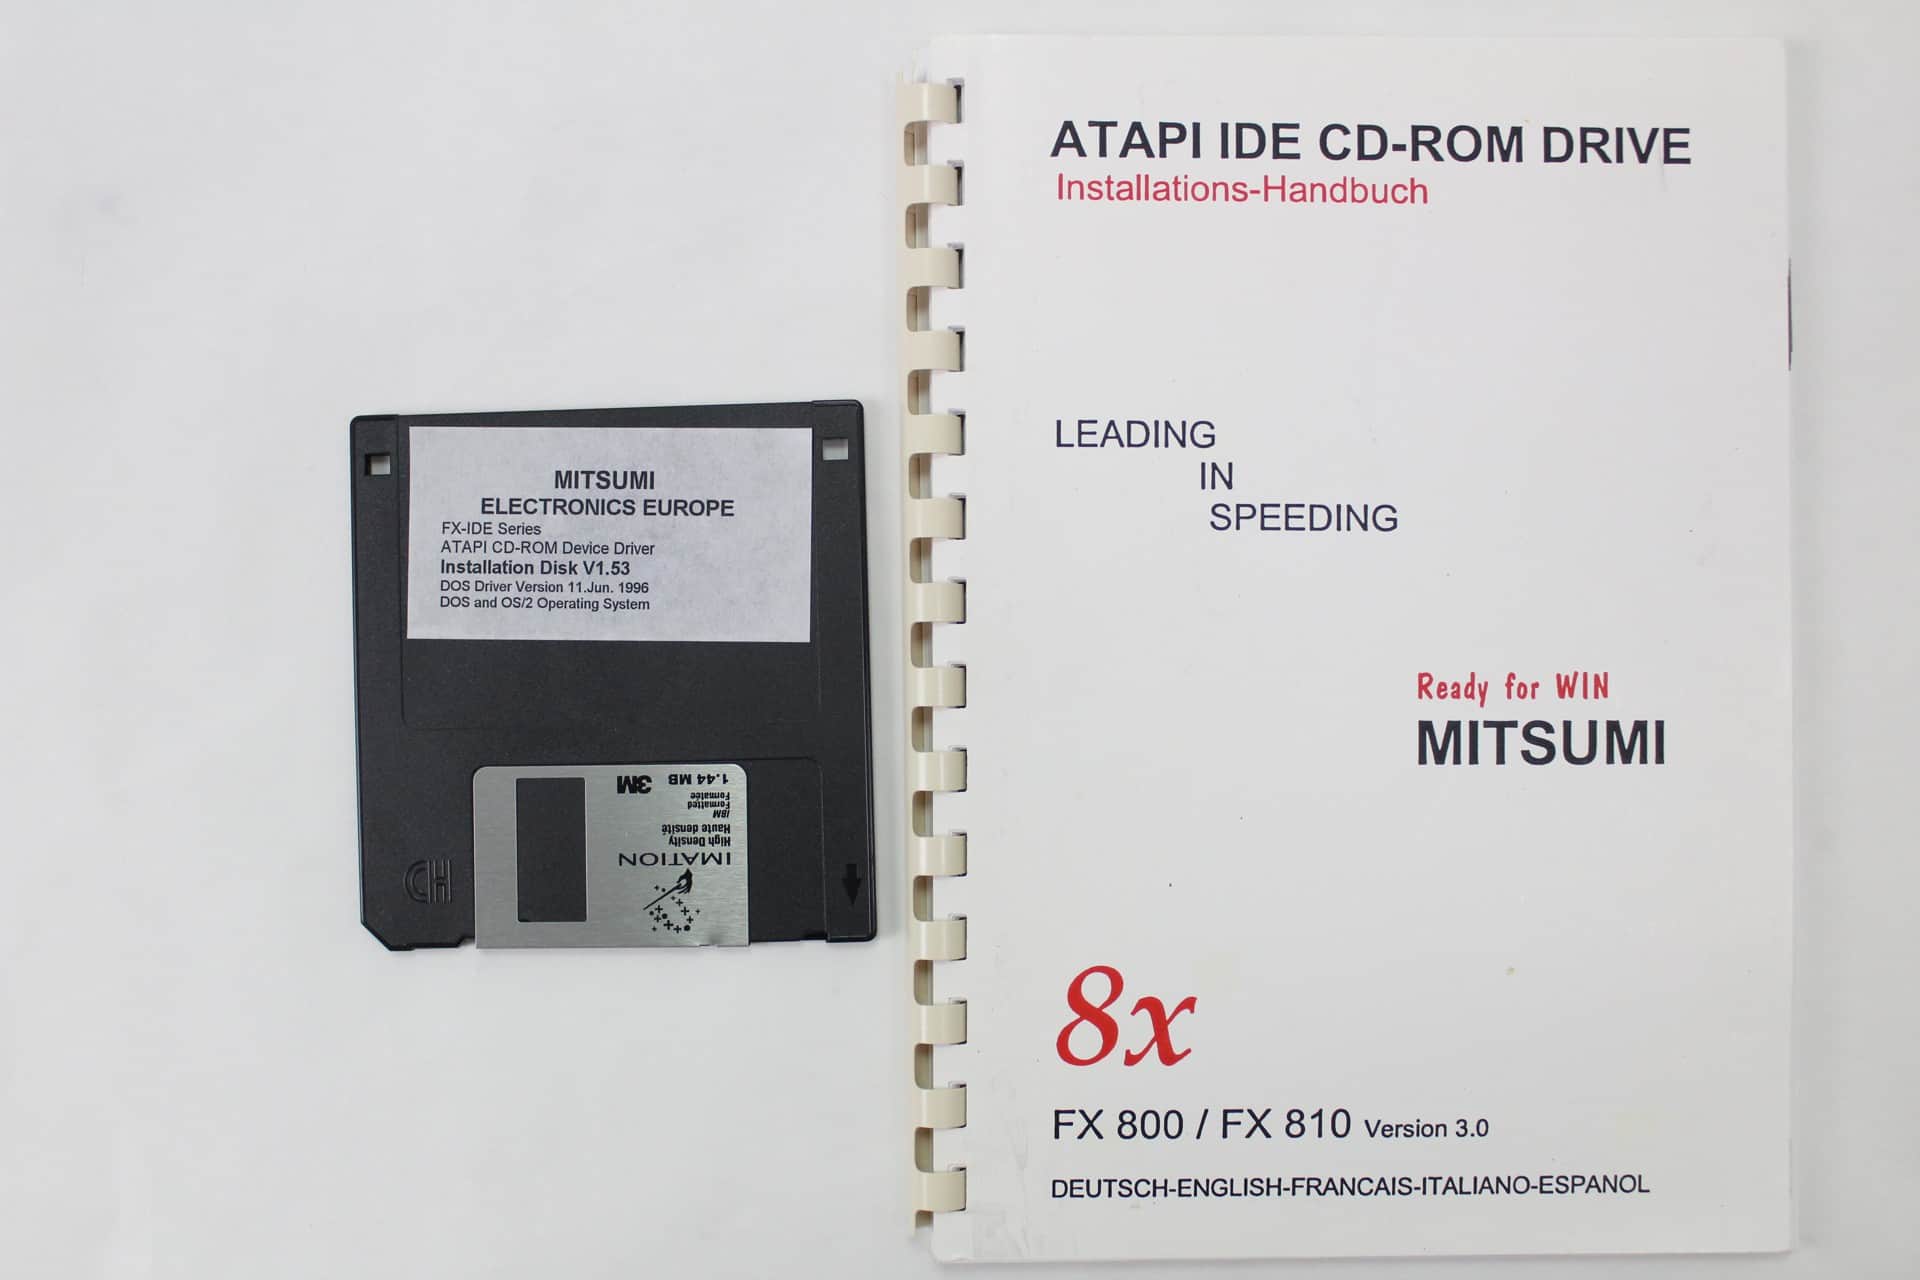 MITSUMI
ELECTRONICS EUROPE
FX-IDE Series
ATAPI CD-ROM Device Driver
Installation Disk V1.53
DOS Driver Version 11.Jun. 1996
DOS and OS/2 Operating System
3M 1.44 MB
Formatée
Formatted
IBM
Haute densité
High Density
IMATION
ATAPI IDE CD-ROM DRIVE
Installations-Handbuch
LEADING
IN
SPEEDING
Ready for WIN
MITSUMI
8x
FX 800 / FX 810 Version 3.0
DEUTSCH-ENGLISH-FRANCAIS-ITALIANO-ESPANOL